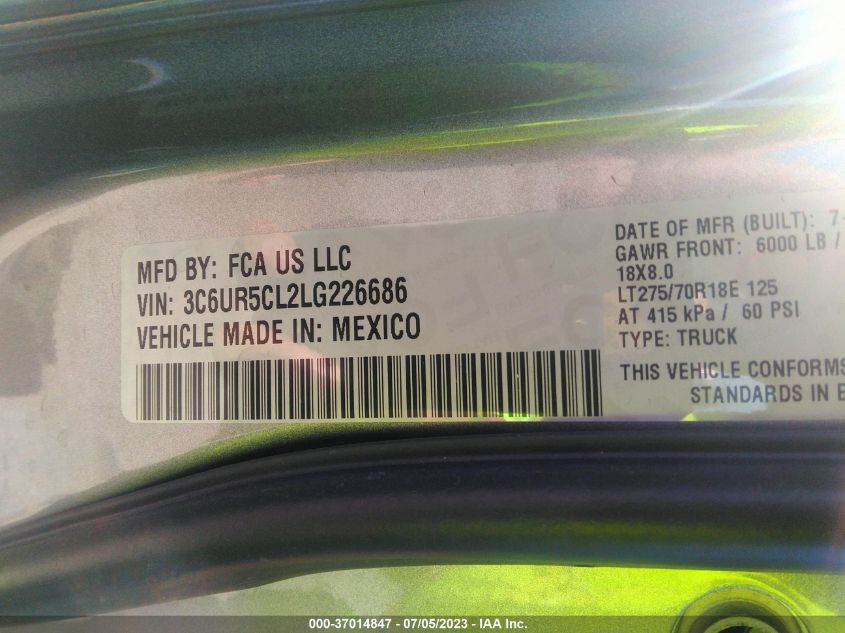 MFD BY: FCA US LLC
VIN: 3C6UR5CL2LG226686
VEHICLE MADE IN: MEXICO
DATE OF MFR (BUILT): 7-
GAWR FRONT: 6000 LB /
18X8.0
LT275/70R18E 125
AT 415 kPa / 60 PSI
TYPE: TRUCK
THIS VEHICLE CONFORMS
STANDARDS IN E
000-37014847 - 07/05/2023 - IAA Inc.